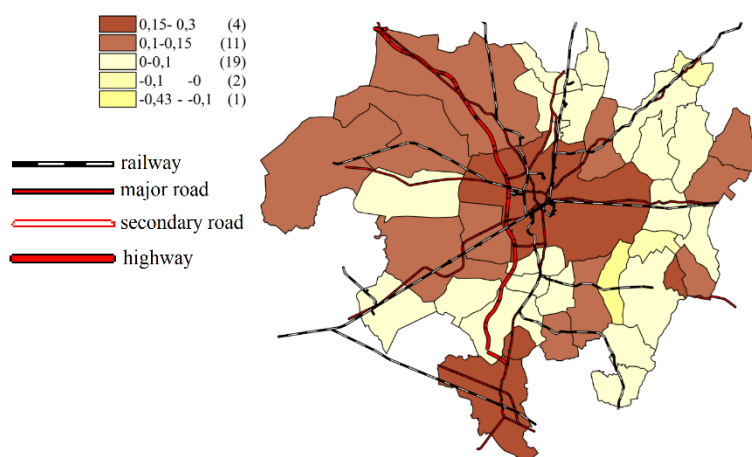 0,15- 0,3 (4)
0,1-0,15 (11)
0-0,1 (19)
-0,1 -0 (2)
-0,43 - -0,1 (1)
railway
major road
secondary road
highway